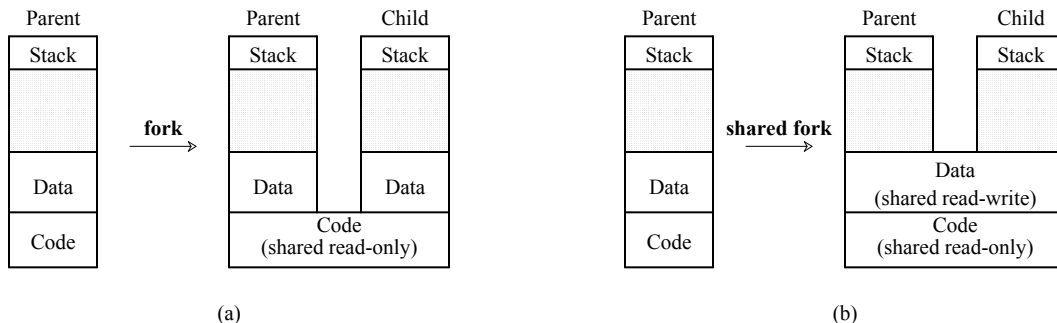 Parent
Parent
Child
Parent
Parent
Child
Stack
Stack
Stack
Stack
Stack
Stack
fork
shared fork
Data
Data
Data
Data
Data
(shared read-write)
Code
Code
(shared read-only)
Code
Code
(shared read-only)
(a)
(b)